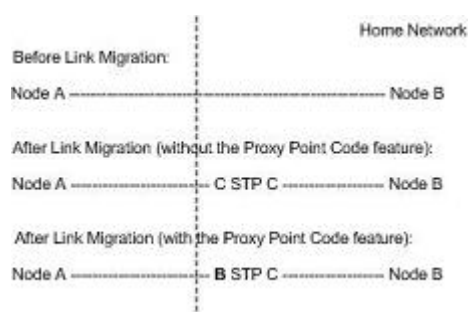 Home Network
Before Link Migration:
Node A ---------------------------------------- Node B
After Link Migration (without the Proxy Point Code feature):
Node A ----------------- C STP C ------------- Node B
After Link Migration (with the Proxy Point Code feature):
Node A ----------------- B STP C ------------- Node B